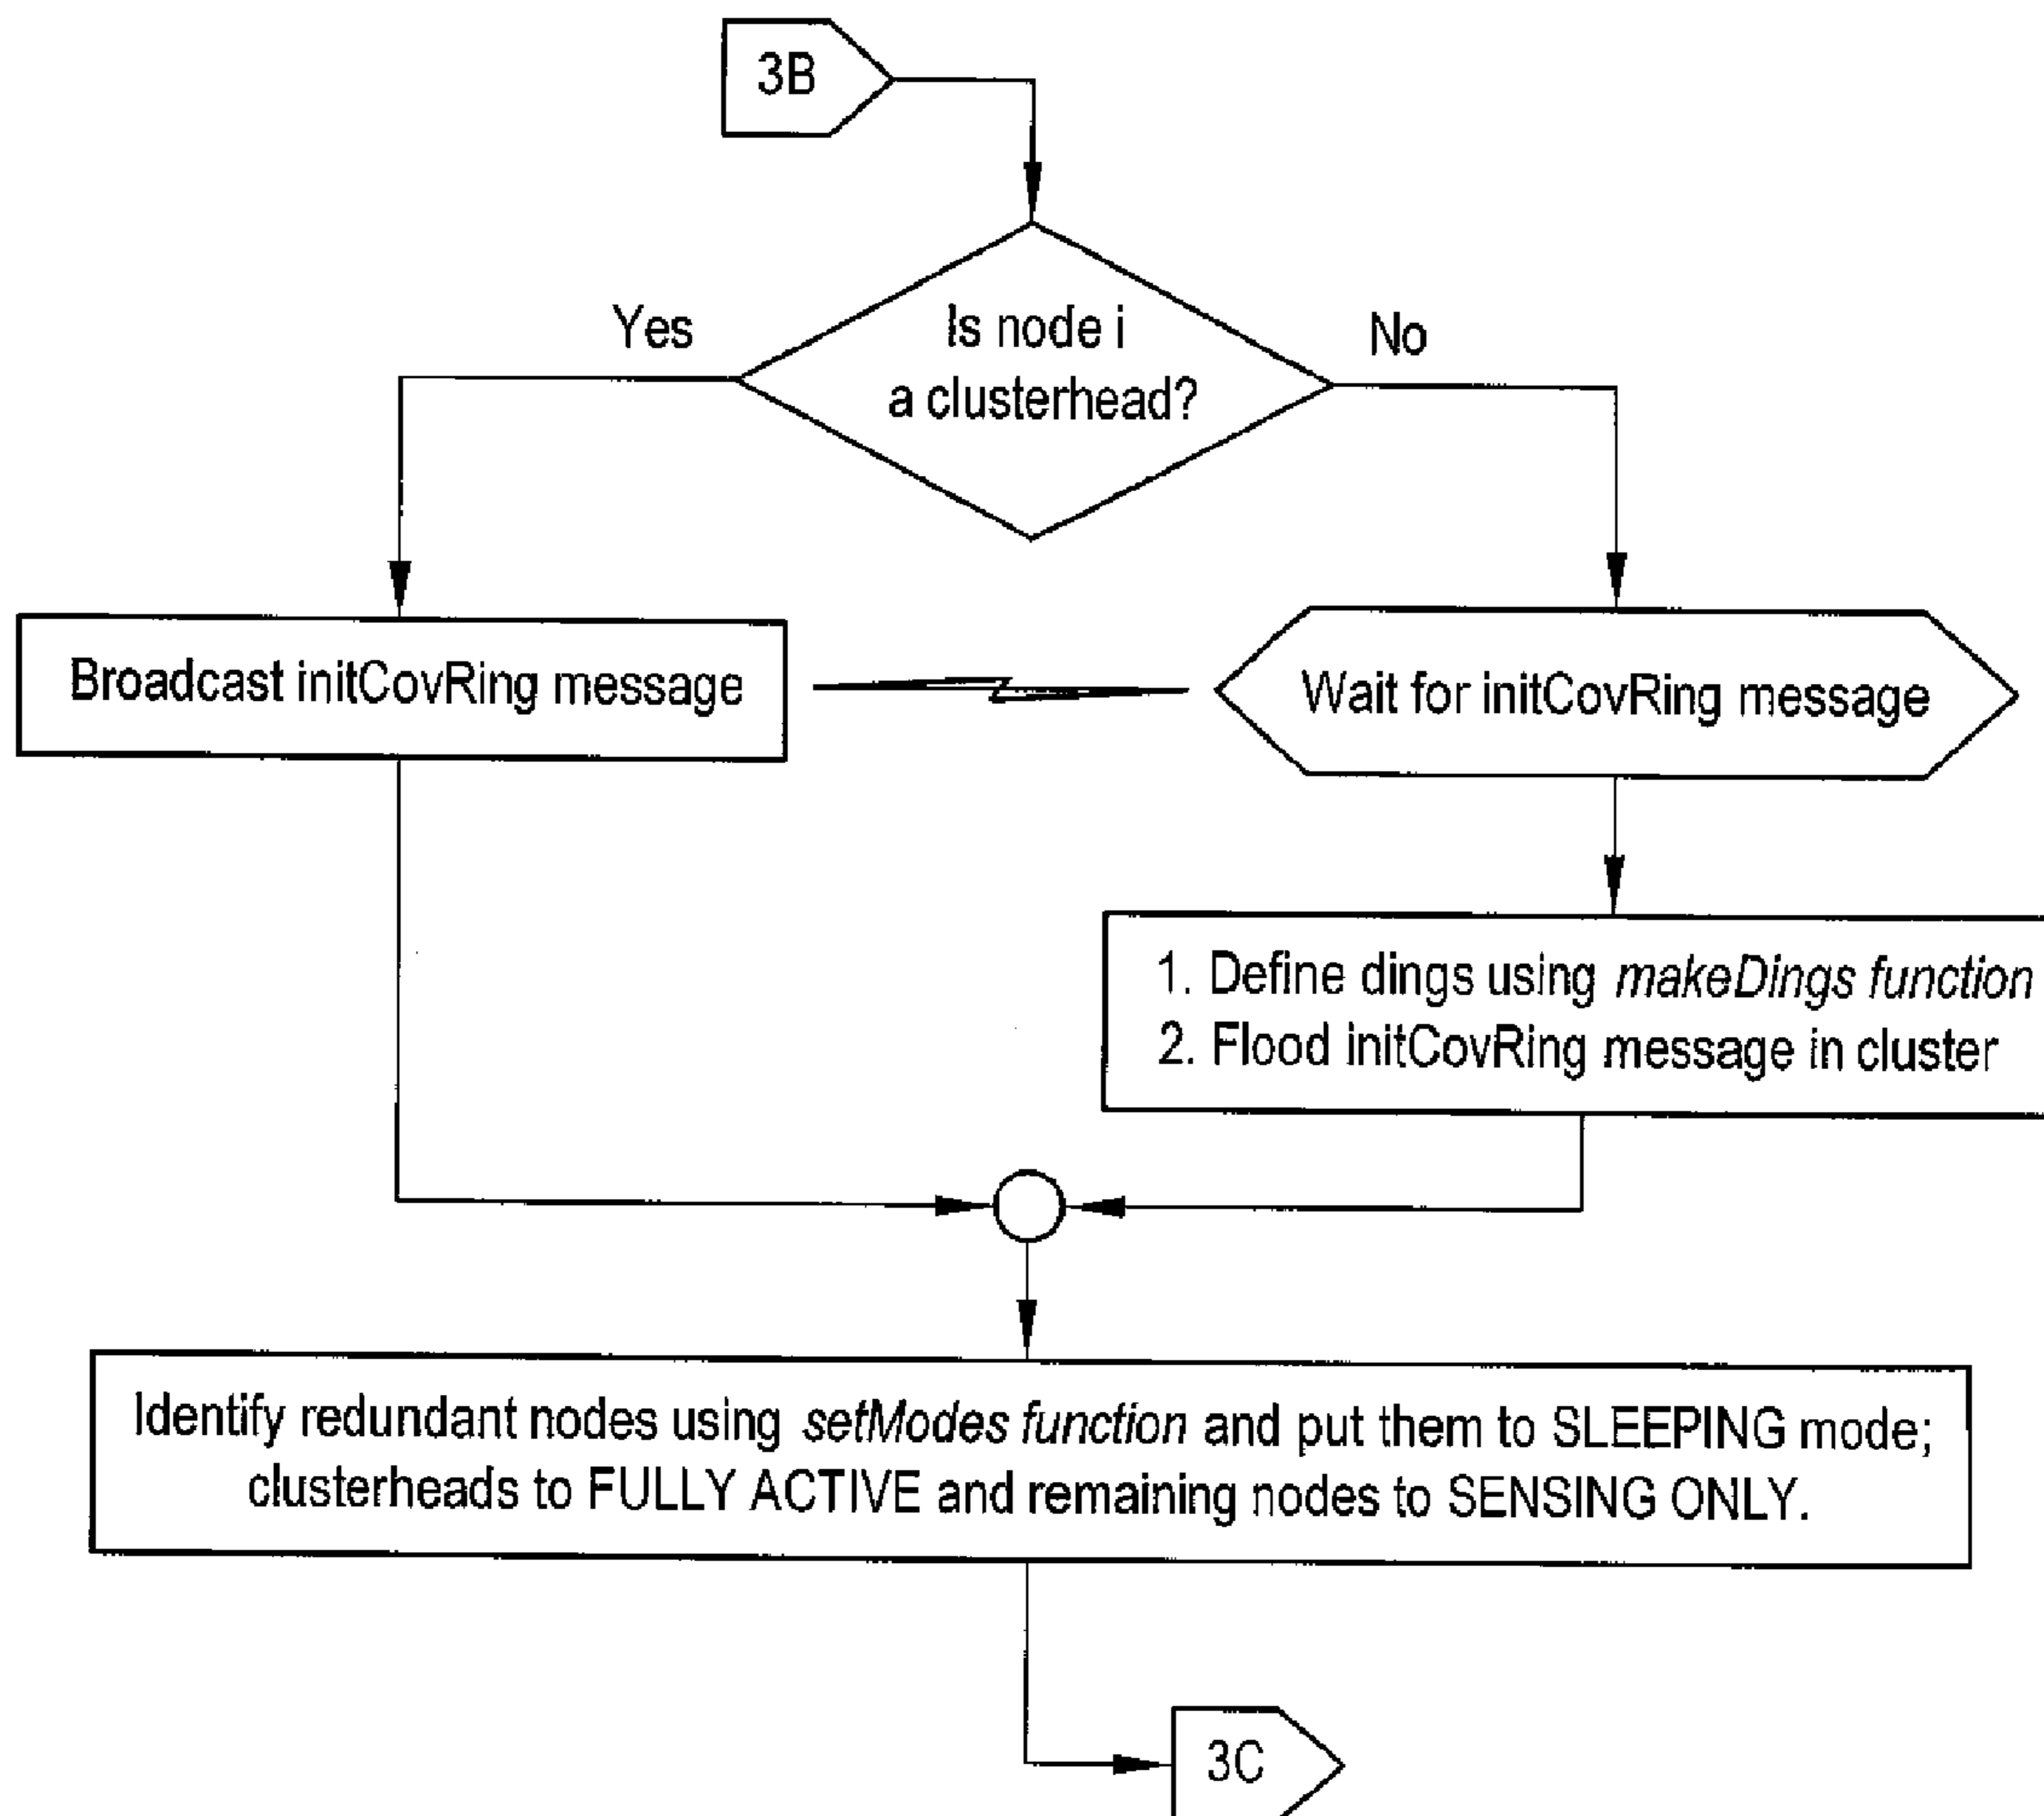 3B
Is node i
a clusterhead?
Yes
No
Broadcast initCovRing message
Wait for initCovRing message
1. Define dings using makeDings function
2. Flood initCovRing message in cluster
Identify redundant nodes using setModes function and put them to SLEEPING mode;
clusterheads to FULLY ACTIVE and remaining nodes to SENSING ONLY.
3C